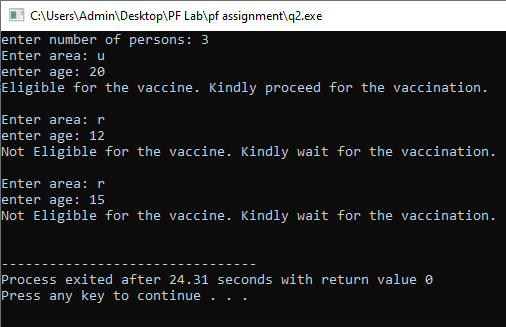 C:\Users\Admin\Desktop\PF Lab\pf assignment\q2.exe
enter number of persons: 3
Enter area: u
enter age: 20
Eligible for the vaccine. Kindly proceed for the vaccination.
Enter area: r
enter age: 12
Not Eligible for the vaccine. Kindly wait for the vaccination.
Enter area: r
enter age: 15
Not Eligible for the vaccine. Kindly wait for the vaccination.
--------------------------------
Process exited after 24.31 seconds with return value 0
Press any key to continue . . .